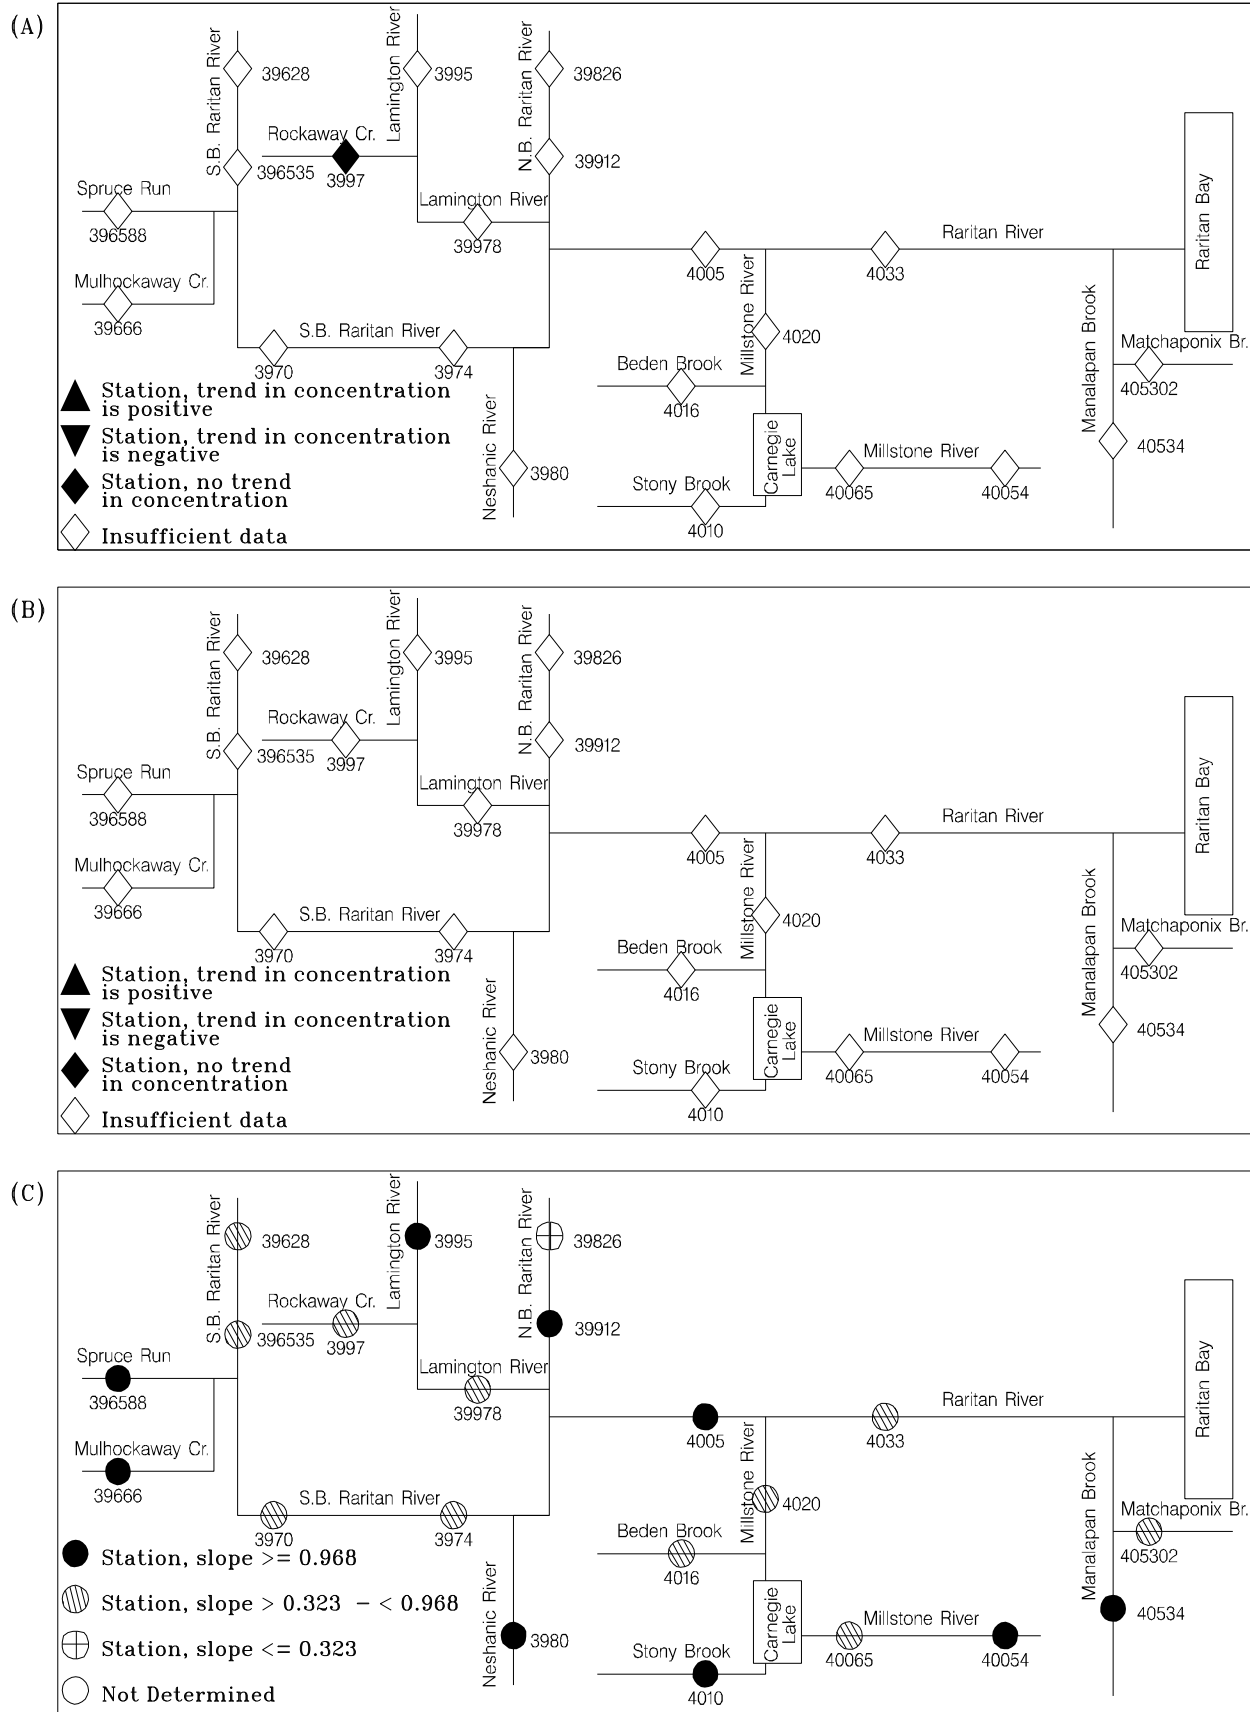 (A)
S.B. Raritan River
39628
396535
Lamington River
3995
N.B. Raritan River
39826
39912
Rockaway Cr.
3997
Spruce Run
396588
Lamington River
39978
Mulhockaway Cr.
39666
S.B. Raritan River
3970
3974
Neshanic River
3980
4005
Millstone River
4020
4033
Raritan River
Raritan Bay
Beden Brook
4016
Carnegie
Lake
Stony Brook
4010
Millstone River
40065
40054
Manalapan Brook
Matchaponix Br.
405302
40534
Station, trend in concentration
is positive
Station, trend in concentration
is negative
Station, no trend
in concentration
Insufficient data
(B)
S.B. Raritan River
39628
396535
Lamington River
3995
N.B. Raritan River
39826
39912
Rockaway Cr.
3997
Spruce Run
396588
Lamington River
39978
Mulhockaway Cr.
39666
S.B. Raritan River
3970
3974
Neshanic River
3980
4005
Millstone River
4020
4033
Raritan River
Raritan Bay
Beden Brook
4016
Carnegie
Lake
Stony Brook
4010
Millstone River
40065
40054
Manalapan Brook
Matchaponix Br.
405302
40534
Station, trend in concentration
is positive
Station, trend in concentration
is negative
Station, no trend
in concentration
Insufficient data
(C)
S.B. Raritan River
39628
396535
Lamington River
3995
N.B. Raritan River
39826
39912
Rockaway Cr.
3997
Spruce Run
396588
Lamington River
39978
Mulhockaway Cr.
39666
S.B. Raritan River
3970
3974
Neshanic River
3980
4005
Millstone River
4020
4033
Raritan River
Raritan Bay
Beden Brook
4016
Carnegie
Lake
Stony Brook
4010
Millstone River
40065
40054
Manalapan Brook
Matchaponix Br.
405302
40534
Station, slope >= 0.968
Station, slope > 0.323 - < 0.968
Station, slope <= 0.323
Not Determined